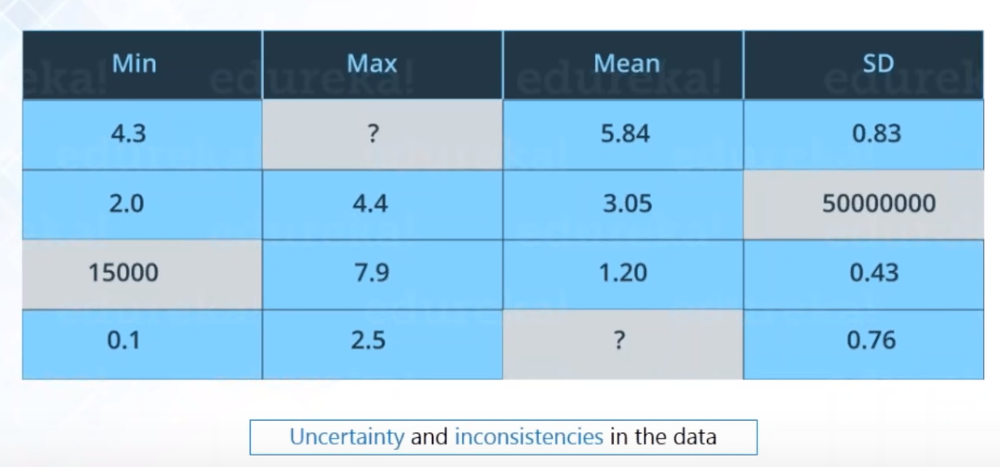 Min Max Mean SD
4.3 ? 5.84 0.83
2.0 4.4 3.05 50000000
15000 7.9 1.20 0.43
0.1 2.5 ? 0.76
Uncertainty and inconsistencies in the data
edureka!